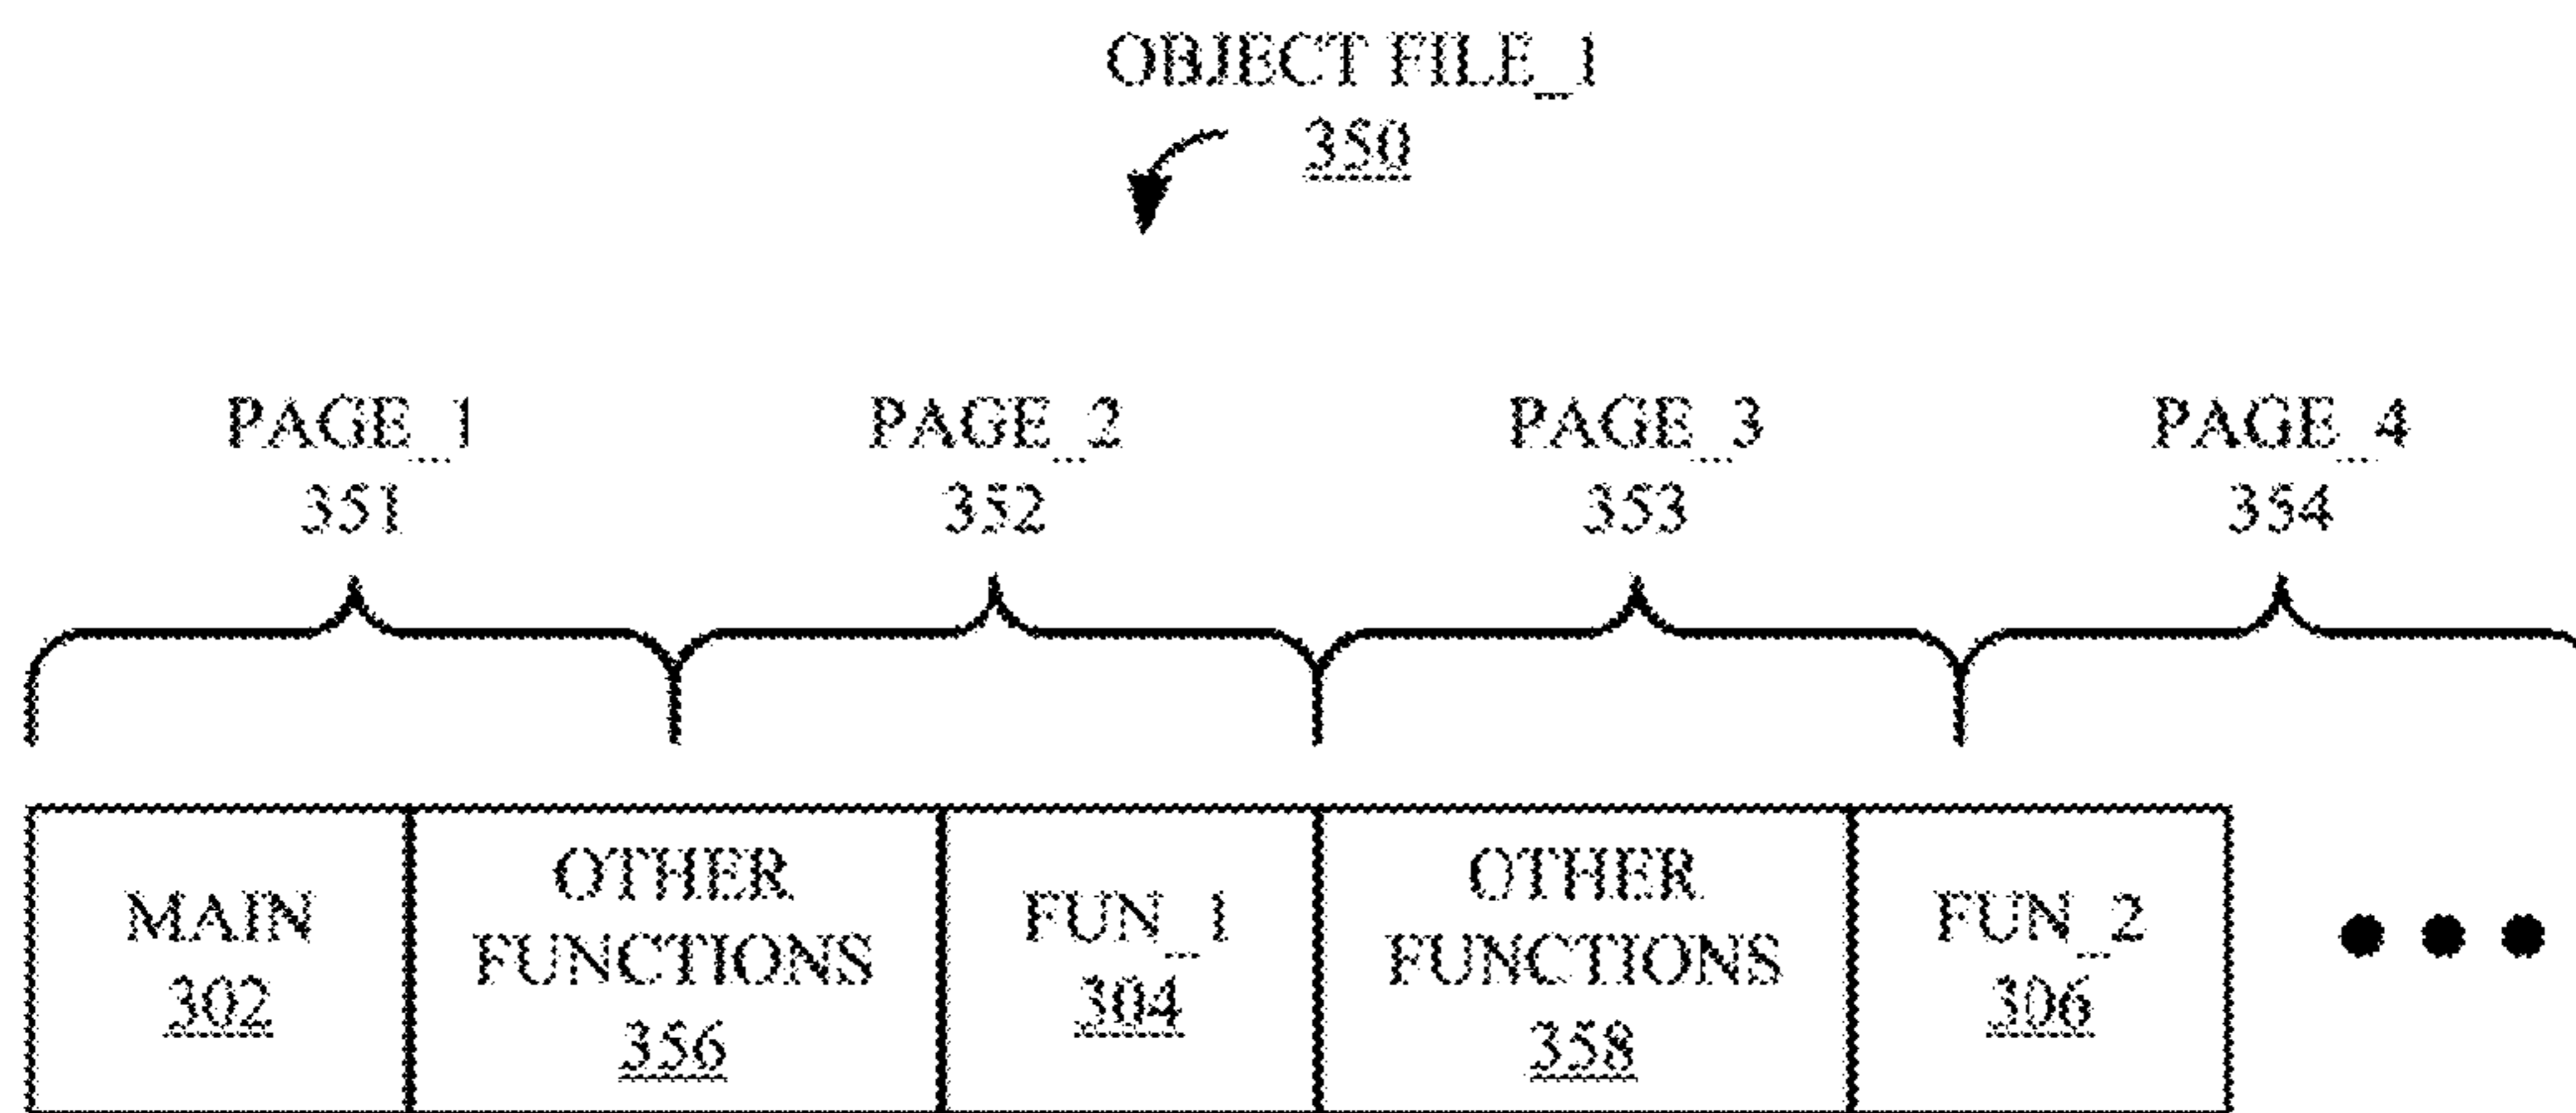 OBJECT FILE_1
350
PAGE_1
351
PAGE_2
352
PAGE_3
353
PAGE_4
354
MAIN
302
OTHER
FUNCTIONS
356
FUN_1
304
OTHER
FUNCTIONS
358
FUN_2
306